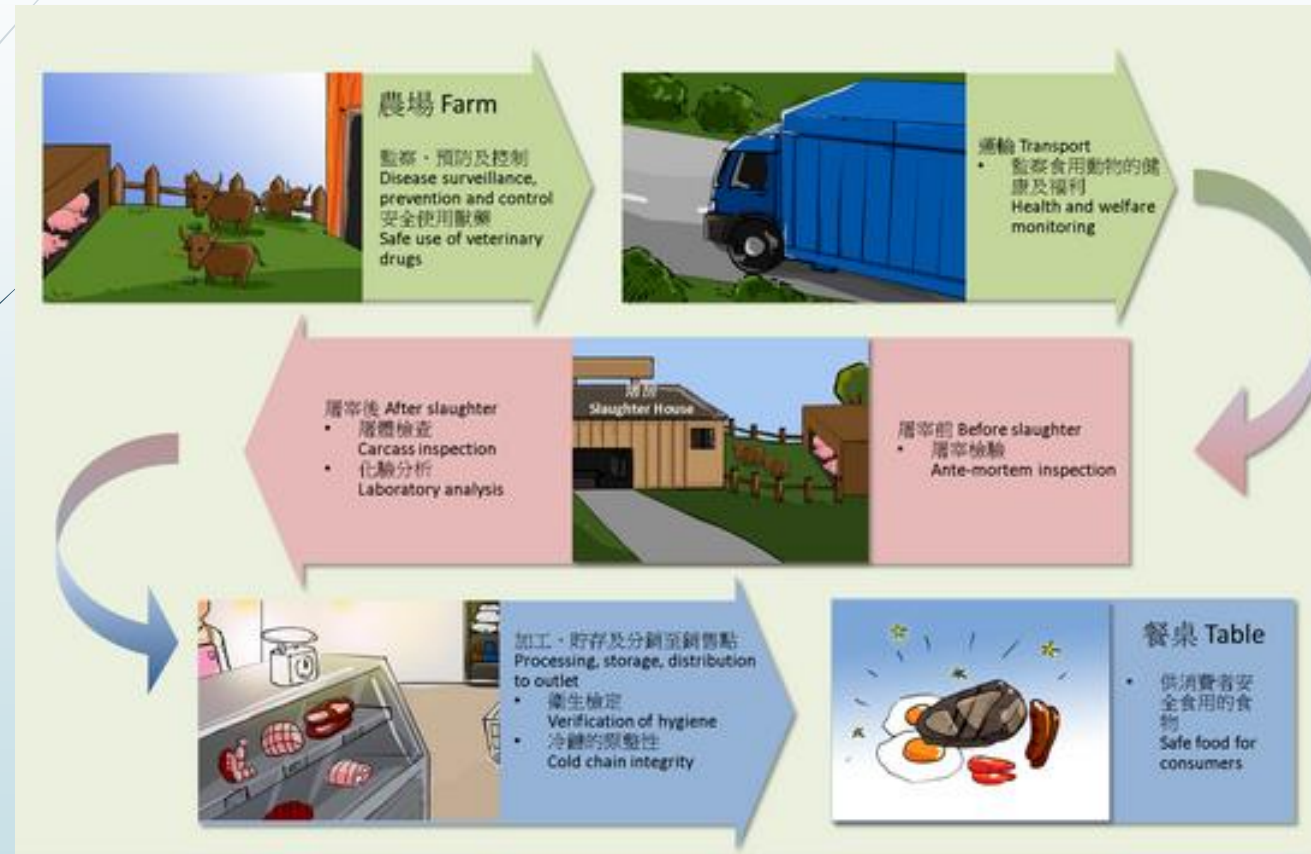 農場 Farm
監察、預防及控制
Disease surveillance,
prevention and control
安全使用獸藥
Safe use of veterinary
drugs
運輸 Transport
• 監察食用動物的健
康及福利
Health and welfare
monitoring
屠宰前 Before slaughter
• 屠宰檢驗
Ante-mortem inspection
屠房
Slaughter House
屠宰後 After slaughter
• 屠體檢查
Carcass inspection
• 化驗分析
Laboratory analysis
加工、貯存及分銷至銷售點
Processing, storage, distribution
to outlet
• 衞生檢定
Verification of hygiene
• 冷鏈的整性
Cold chain integrity
餐桌 Table
• 供消費者安
全食用的食
物
Safe food for
consumers